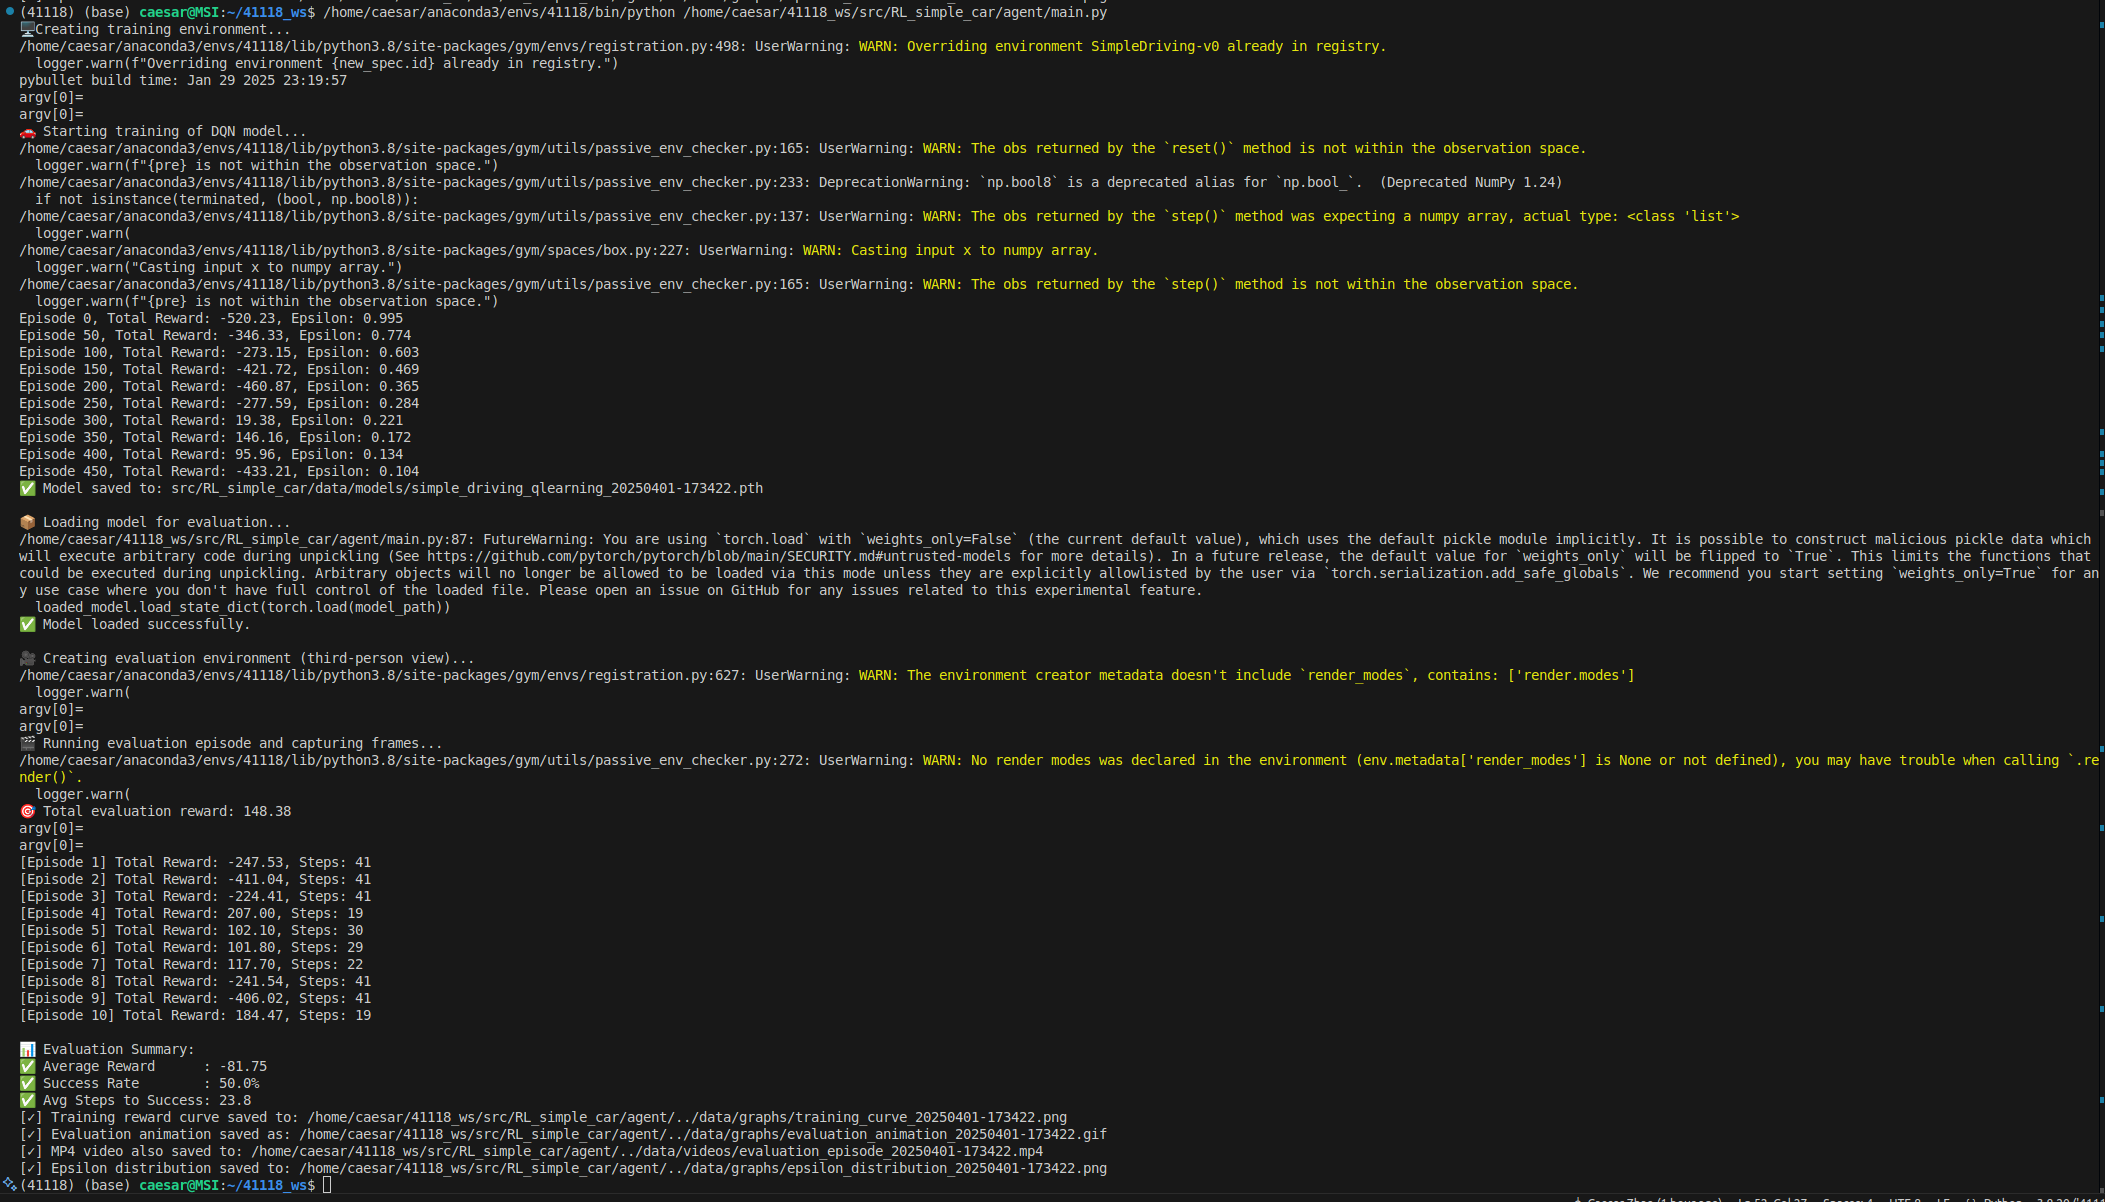 (41118) (base) caesar@MSI:~/41118_ws$ /home/caesar/anaconda3/envs/41118/bin/python /home/caesar/41118_ws/src/RL_simple_car/agent/main.py
🖥️Creating training environment...
/home/caesar/anaconda3/envs/41118/lib/python3.8/site-packages/gym/envs/registration.py:498: UserWarning: WARN: Overriding environment SimpleDriving-v0 already in registry.
  logger.warn(f"Overriding environment {new_spec.id} already in registry.")
pybullet build time: Jan 29 2025 23:19:57
argv[0]=
argv[0]=
🚗 Starting training of DQN model...
/home/caesar/anaconda3/envs/41118/lib/python3.8/site-packages/gym/utils/passive_env_checker.py:165: UserWarning: WARN: The obs returned by the `reset()` method is not within the observation space.
  logger.warn(f"{pre} is not within the observation space.")
/home/caesar/anaconda3/envs/41118/lib/python3.8/site-packages/gym/utils/passive_env_checker.py:233: DeprecationWarning: `np.bool8` is a deprecated alias for `np.bool_`.  (Deprecated NumPy 1.24)
  if not isinstance(terminated, (bool, np.bool8)):
/home/caesar/anaconda3/envs/41118/lib/python3.8/site-packages/gym/utils/passive_env_checker.py:137: UserWarning: WARN: The obs returned by the `step()` method was expecting a numpy array, actual type: <class 'list'>
  logger.warn(
/home/caesar/anaconda3/envs/41118/lib/python3.8/site-packages/gym/spaces/box.py:227: UserWarning: WARN: Casting input x to numpy array.
  logger.warn("Casting input x to numpy array.")
/home/caesar/anaconda3/envs/41118/lib/python3.8/site-packages/gym/utils/passive_env_checker.py:165: UserWarning: WARN: The obs returned by the `step()` method is not within the observation space.
  logger.warn(f"{pre} is not within the observation space.")
Episode 0, Total Reward: -520.23, Epsilon: 0.995
Episode 50, Total Reward: -346.33, Epsilon: 0.774
Episode 100, Total Reward: -273.15, Epsilon: 0.603
Episode 150, Total Reward: -421.72, Epsilon: 0.469
Episode 200, Total Reward: -460.87, Epsilon: 0.365
Episode 250, Total Reward: -277.59, Epsilon: 0.284
Episode 300, Total Reward: 19.38, Epsilon: 0.221
Episode 350, Total Reward: 146.16, Epsilon: 0.172
Episode 400, Total Reward: 95.96, Epsilon: 0.134
Episode 450, Total Reward: -433.21, Epsilon: 0.104
✅ Model saved to: src/RL_simple_car/data/models/simple_driving_qlearning_20250401-173422.pth
📦 Loading model for evaluation...
/home/caesar/41118_ws/src/RL_simple_car/agent/main.py:87: FutureWarning: You are using `torch.load` with `weights_only=False` (the current default value), which uses the default pickle module implicitly. It is possible to construct malicious pickle data which
will execute arbitrary code during unpickling (See https://github.com/pytorch/pytorch/blob/main/SECURITY.md#untrusted-models for more details). In a future release, the default value for `weights_only` will be flipped to `True`. This limits the functions that
could be executed during unpickling. Arbitrary objects will no longer be allowed to be loaded via this mode unless they are explicitly allowlisted by the user via `torch.serialization.add_safe_globals`. We recommend you start setting `weights_only=True` for an
y use case where you don't have full control of the loaded file. Please open an issue on GitHub for any issues related to this experimental feature.
  loaded_model.load_state_dict(torch.load(model_path))
✅ Model loaded successfully.
🎥 Creating evaluation environment (third-person view)...
/home/caesar/anaconda3/envs/41118/lib/python3.8/site-packages/gym/envs/registration.py:627: UserWarning: WARN: The environment creator metadata doesn't include `render_modes`, contains: ['render.modes']
  logger.warn(
argv[0]=
argv[0]=
🎬 Running evaluation episode and capturing frames...
/home/caesar/anaconda3/envs/41118/lib/python3.8/site-packages/gym/utils/passive_env_checker.py:272: UserWarning: WARN: No render modes was declared in the environment (env.metadata['render_modes'] is None or not defined), you may have trouble when calling `.re
nder()`.
  logger.warn(
🎯 Total evaluation reward: 148.38
argv[0]=
argv[0]=
[Episode 1] Total Reward: -247.53, Steps: 41
[Episode 2] Total Reward: -411.04, Steps: 41
[Episode 3] Total Reward: -224.41, Steps: 41
[Episode 4] Total Reward: 207.00, Steps: 19
[Episode 5] Total Reward: 102.10, Steps: 30
[Episode 6] Total Reward: 101.80, Steps: 29
[Episode 7] Total Reward: 117.70, Steps: 22
[Episode 8] Total Reward: -241.54, Steps: 41
[Episode 9] Total Reward: -406.02, Steps: 41
[Episode 10] Total Reward: 184.47, Steps: 19
📊 Evaluation Summary:
✅ Average Reward      : -81.75
✅ Success Rate        : 50.0%
✅ Avg Steps to Success: 23.8
[✓] Training reward curve saved to: /home/caesar/41118_ws/src/RL_simple_car/agent/../data/graphs/training_curve_20250401-173422.png
[✓] Evaluation animation saved as: /home/caesar/41118_ws/src/RL_simple_car/agent/../data/graphs/evaluation_animation_20250401-173422.gif
[✓] MP4 video also saved to: /home/caesar/41118_ws/src/RL_simple_car/agent/../data/videos/evaluation_episode_20250401-173422.mp4
[✓] Epsilon distribution saved to: /home/caesar/41118_ws/src/RL_simple_car/agent/../data/graphs/epsilon_distribution_20250401-173422.png
(41118) (base) caesar@MSI:~/41118_ws$